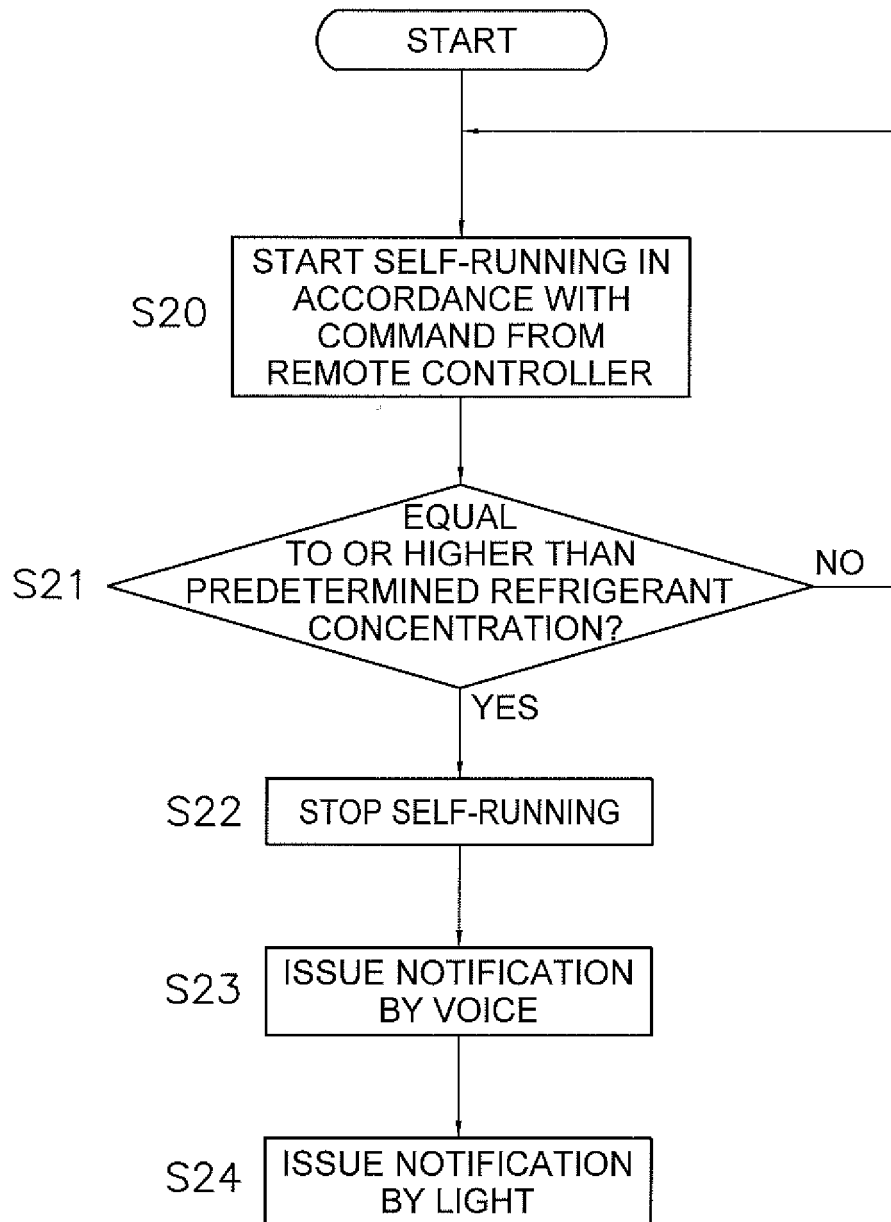 START
S20
START SELF-RUNNING IN
ACCORDANCE WITH
COMMAND FROM
REMOTE CONTROLLER
S21
EQUAL
TO OR HIGHER THAN
PREDETERMINED REFRIGERANT
CONCENTRATION?
NO
YES
S22
STOP SELF-RUNNING
S23
ISSUE NOTIFICATION
BY VOICE
S24
ISSUE NOTIFICATION
BY LIGHT